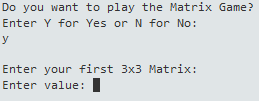 Do you want to play the Matrix Game?
Enter Y for Yes or N for No:
y
Enter your first 3x3 Matrix:
Enter value: